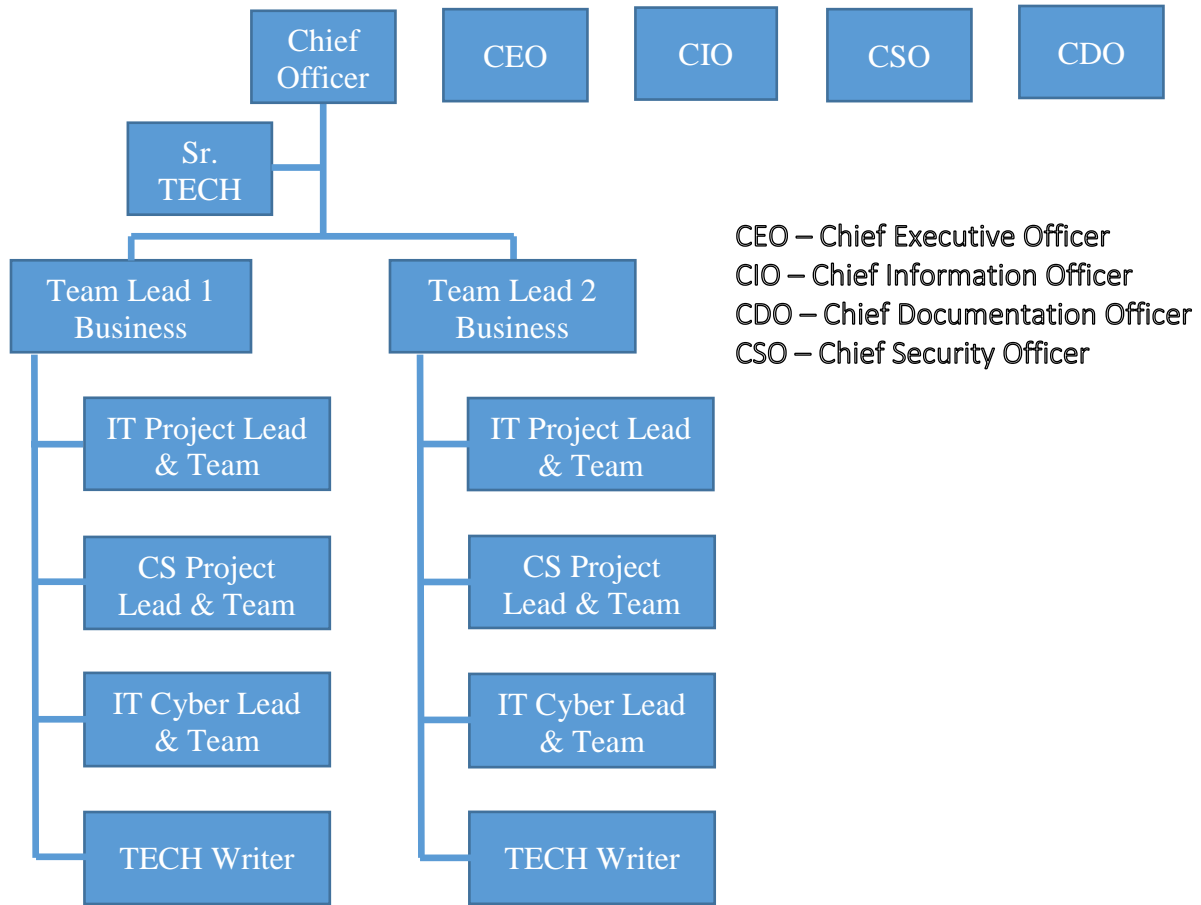 Chief
Officer
CEO
CIO
CSO
CDO
Sr.
TECH
CEO – Chief Executive Officer
CIO – Chief Information Officer
CDO – Chief Documentation Officer
CSO – Chief Security Officer
Team Lead 1
Business
Team Lead 2
Business
IT Project Lead
& Team
IT Project Lead
& Team
CS Project
Lead & Team
CS Project
Lead & Team
IT Cyber Lead
& Team
IT Cyber Lead
& Team
TECH Writer
TECH Writer